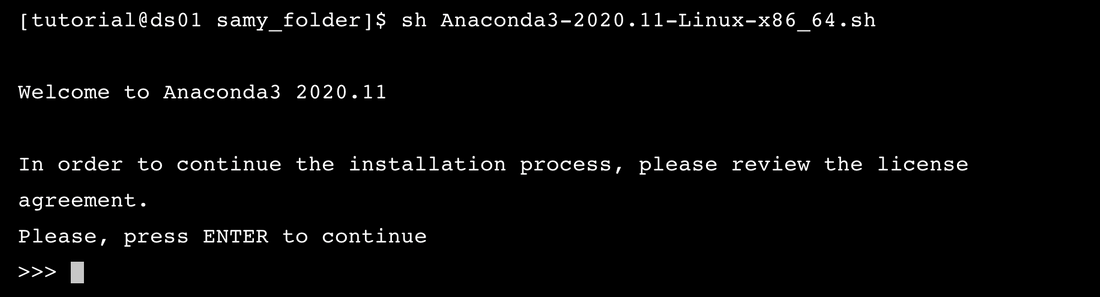 [tutorial@ds01 samy_folder]$ sh Anaconda3-2020.11-Linux-x86_64.sh
Welcome to Anaconda3 2020.11
In order to continue the installation process, please review the license
agreement.
Please, press ENTER to continue
>>>